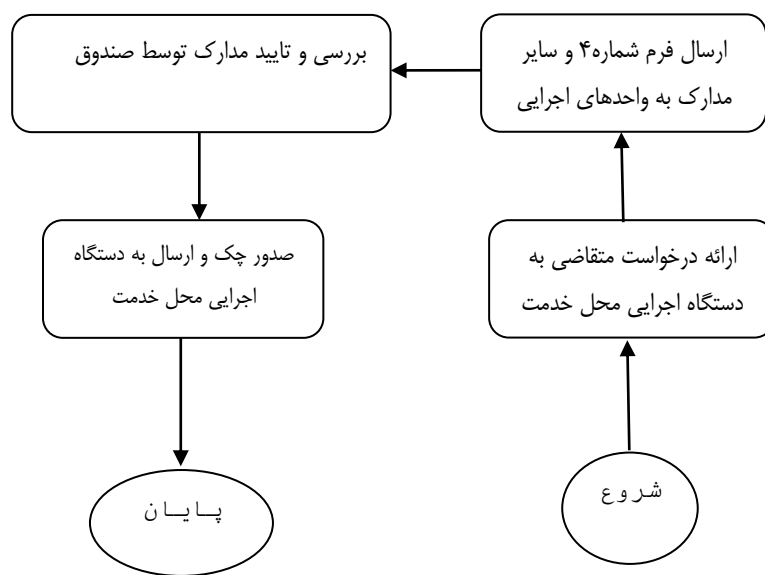 ارسال فرم شماره۴ و سایر
مدارک به واحدهای اجرایی
بررسی و تایید مدارک توسط صندوق
ارائه درخواست متقاضی به
دستگاه اجرایی محل خدمت
صدور چک و ارسال به دستگاه
اجرایی محل خدمت
شروع
پایان